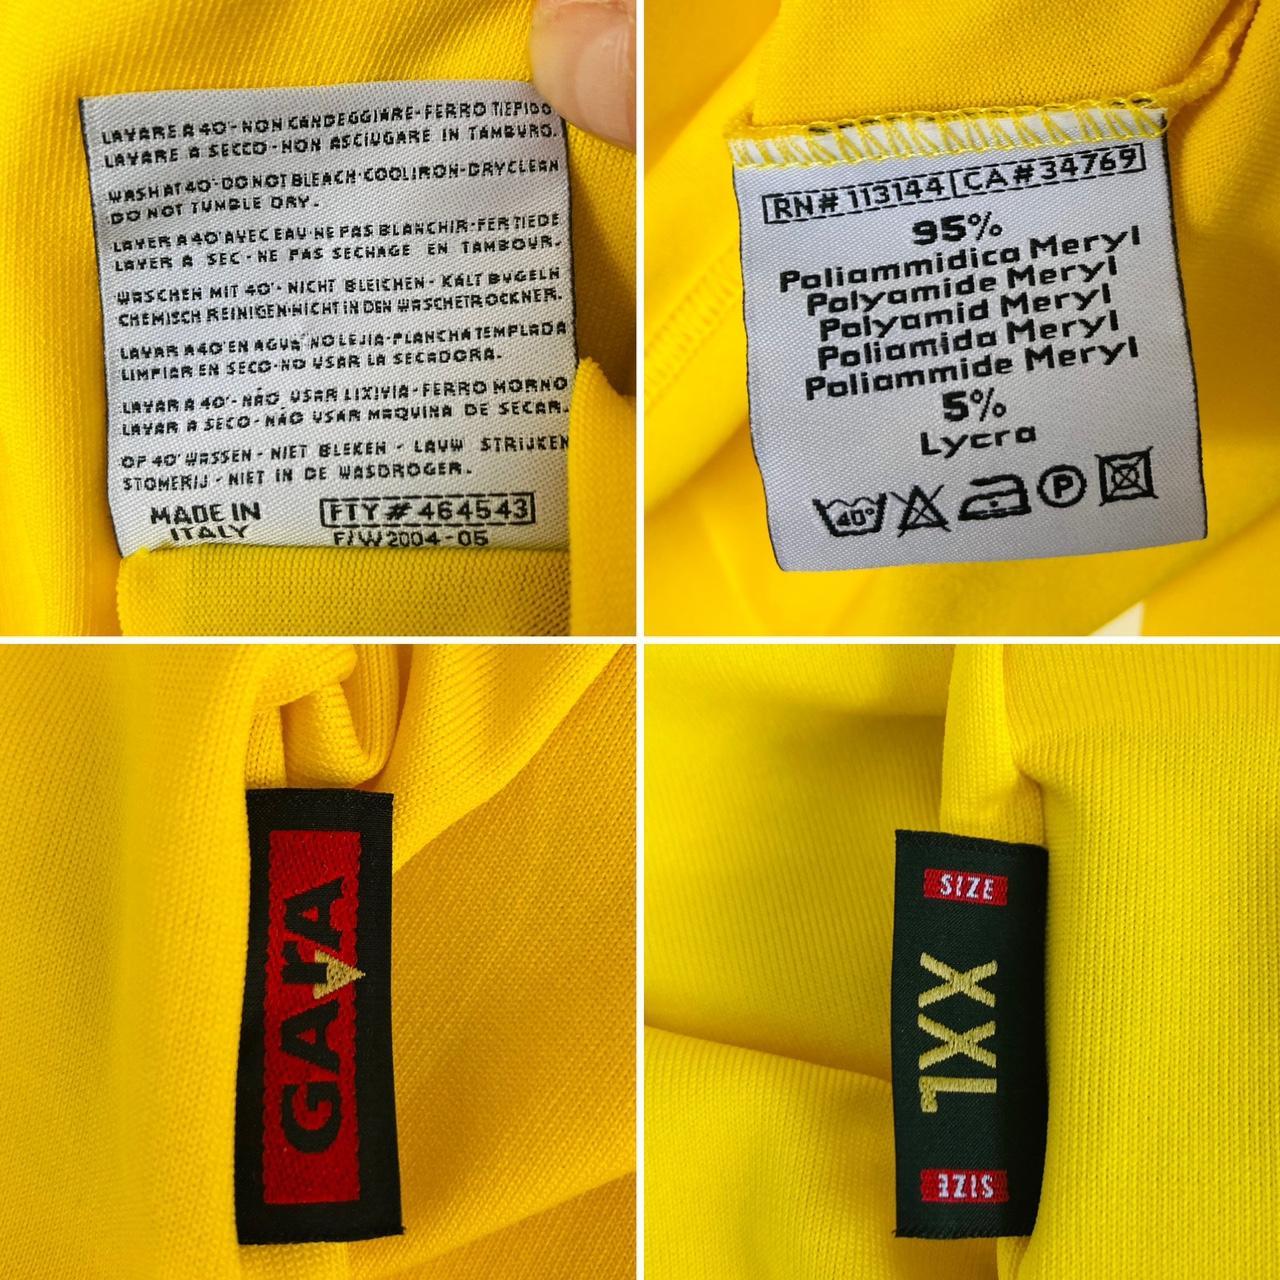 LAVARE A 40°-NON CANDEGGIARE-FERRO TIEPIDO
LAVARE A SECCO-NON ASCIUGARE IN TAMBURO.
WASH AT 40°-DO NOT BLEACH-COOL IRON-DRYCLEAN
DO NOT TUMBLE DRY.
LAVER A 40°AVEC EAU-NE PAS BLANCHIR-FER TIEDE
LAVER A SEC-NE PAS SECHAGE EN TAMBOUR.
WASCHEN MIT 40°- NICHT BLEICHEN - KALT BUGELN
CHEMISCH REINIGEN-NICHT IN DEN WASCHETROCKNER.
LAVAR A40°EN AGUA NO LEJIA-PLANCHA TEMPLADA
LIMPIAR EN SECO-NO USAR LA SECADORA.
LAVAR A 40°-NÃO USAR LIXIVIA-FERRO MORNO
LAVAR A SECO-NÃO USAR MAQUINA DE SECAR.
OP 40° WASSEN - NIET BLEKEN - LAUW STRIJKEN
STOMERIJ - NIET IN DE WASDROGER.
MADE IN
ITALY
FTY # 464543
F/W2004-05
RN# 113144 CA#34769
95%
Poliammidica Meryl
Polyamide Meryl
Polyamid Meryl
Poliamida Meryl
Poliammide Meryl
5%
Lycra
40° P
GAVA
SIZE
XXL
SIZE